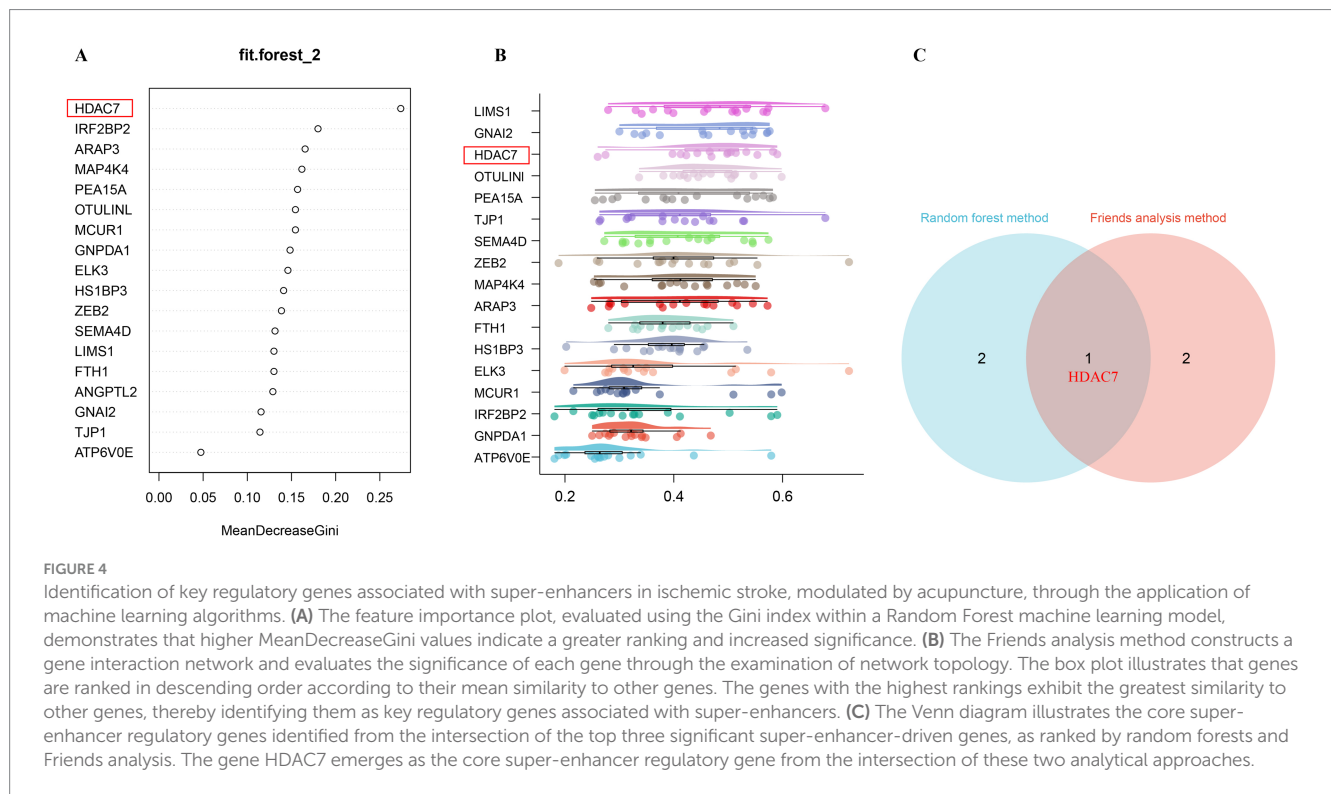 A
fit.forest_2
HDAC7
IRF2BP2
ARAP3
MAP4K4
PEA15A
OTULINL
MCUR1
GNPDA1
ELK3
HS1BP3
ZEB2
SEMA4D
LIMS1
FTH1
ANGPTL2
GNAI2
TJP1
ATP6V0E
0.00 0.05 0.10 0.15 0.20 0.25
MeanDecreaseGini
B
LIMS1
GNAI2
HDAC7
OTULINI
PEA15A
TJP1
SEMA4D
ZEB2
MAP4K4
ARAP3
FTH1
HS1BP3
ELK3
MCUR1
IRF2BP2
GNPDA1
ATP6V0E
0.2 0.4 0.6
C
Random forest method Friends analysis method
2 1 2
HDAC7
FIGURE 4
Identification of key regulatory genes associated with super-enhancers in ischemic stroke, modulated by acupuncture, through the application of
machine learning algorithms. (A) The feature importance plot, evaluated using the Gini index within a Random Forest machine learning model,
demonstrates that higher MeanDecreaseGini values indicate a greater ranking and increased significance. (B) The Friends analysis method constructs a
gene interaction network and evaluates the significance of each gene through the examination of network topology. The box plot illustrates that genes
are ranked in descending order according to their mean similarity to other genes. The genes with the highest rankings exhibit the greatest similarity to
other genes, thereby identifying them as key regulatory genes associated with super-enhancers. (C) The Venn diagram illustrates the core super-
enhancer regulatory genes identified from the intersection of the top three significant super-enhancer-driven genes, as ranked by random forests and
Friends analysis. The gene HDAC7 emerges as the core super-enhancer regulatory gene from the intersection of these two analytical approaches.